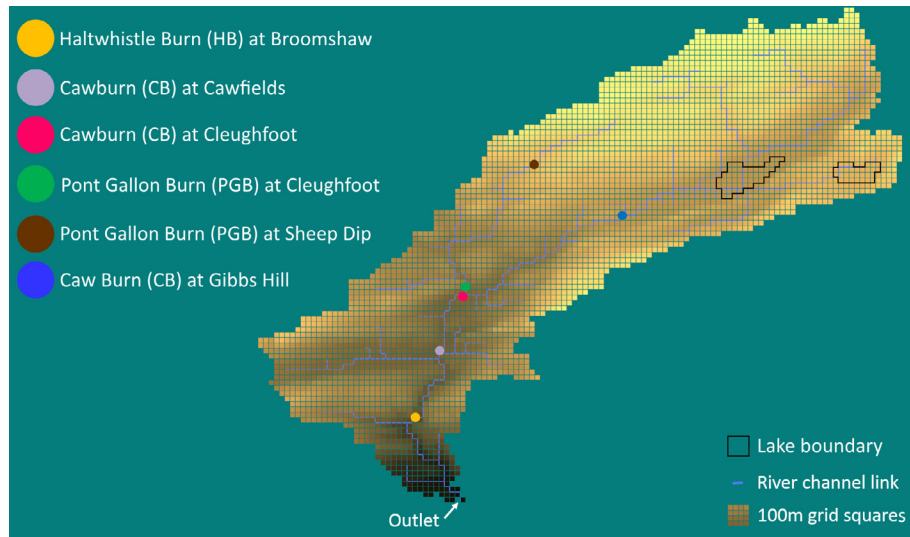 Haltwhistle Burn (HB) at Broomshaw
Cawburn (CB) at Cawfields
Cawburn (CB) at Cleughfoot
Pont Gallon Burn (PGB) at Cleughfoot
Pont Gallon Burn (PGB) at Sheep Dip
Caw Burn (CB) at Gibbs Hill
Lake boundary
River channel link
100m grid squares
Outlet